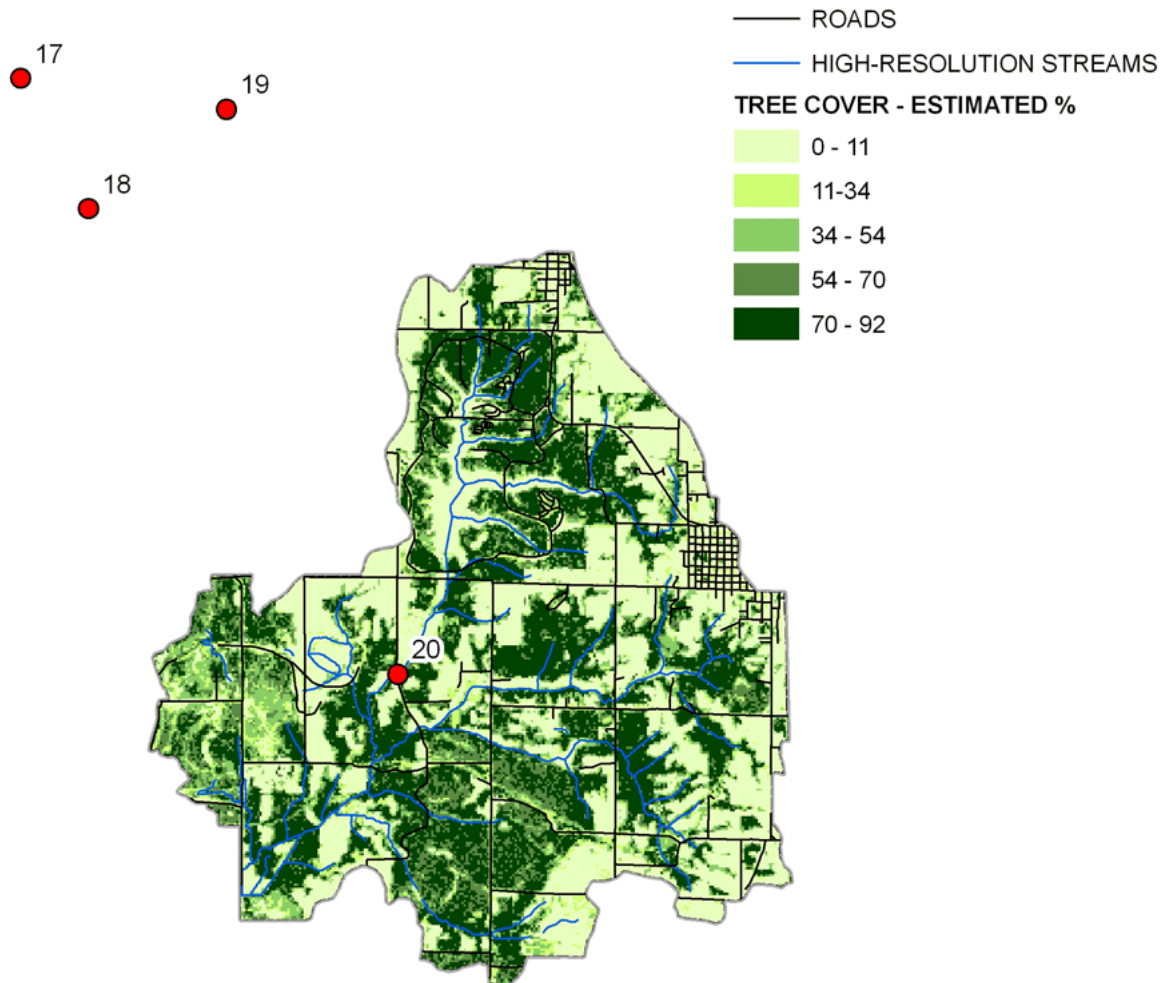 ROADS
17
HIGH-RESOLUTION STREAMS
19
TREE COVER - ESTIMATED %
0 - 11
18
11-34
34 - 54
54 - 70
70 - 92
20